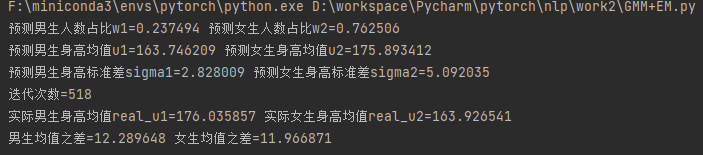 F:\miniconda3\envs\pytorch\python.exe D:\workspace\Pycharm\pytorch\nlp\work2\GMM+EM.py
预测男生人数占比w1=0.237494 预测女生人数占比w2=0.762506
预测男生身高均值u1=163.746209 预测女生身高均值u2=175.893412
预测男生身高标准差sigma1=2.828009 预测女生身高标准差sigma2=5.092035
迭代次数=518
实际男生身高均值real_u1=176.035857 实际女生身高均值real_u2=163.926541
男生均值之差=12.289648 女生均值之差=11.966871